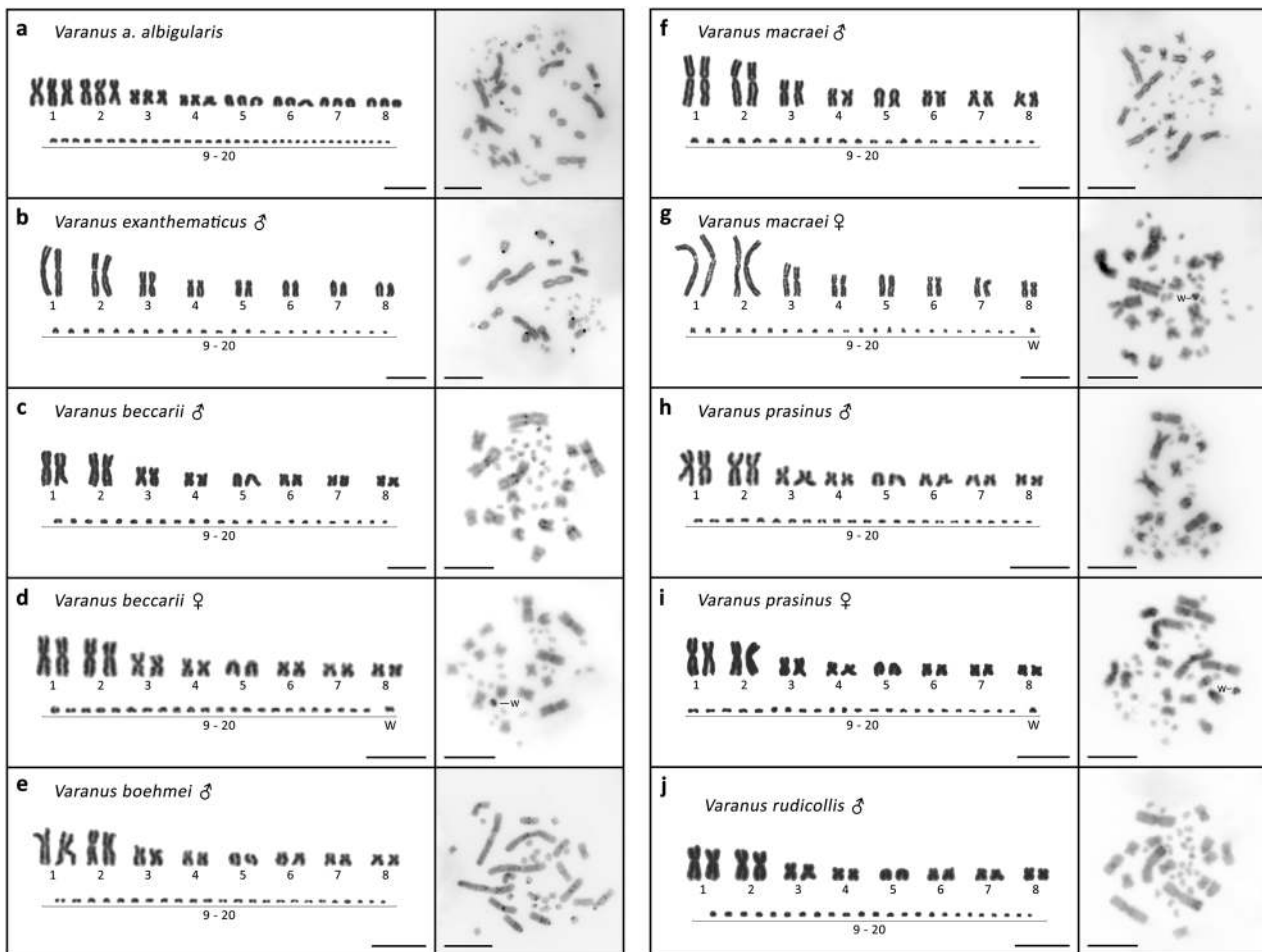 a Varanus a. albigularis
1 2 3 4 5 6 7 8
9 - 20
b Varanus exanthematicus ♂
1 2 3 4 5 6 7 8
9 - 20
c Varanus beccarii ♂
1 2 3 4 5 6 7 8
9 - 20
d Varanus beccarii ♀
1 2 3 4 5 6 7 8
9 - 20 W
W
e Varanus boehmei ♂
1 2 3 4 5 6 7 8
9 - 20
f Varanus macraei ♂
1 2 3 4 5 6 7 8
9 - 20
g Varanus macraei ♀
1 2 3 4 5 6 7 8
9 - 20 W
W
h Varanus prasinus ♂
1 2 3 4 5 6 7 8
9 - 20
i Varanus prasinus ♀
1 2 3 4 5 6 7 8
9 - 20 W
W
j Varanus rudicollis ♂
1 2 3 4 5 6 7 8
9 - 20